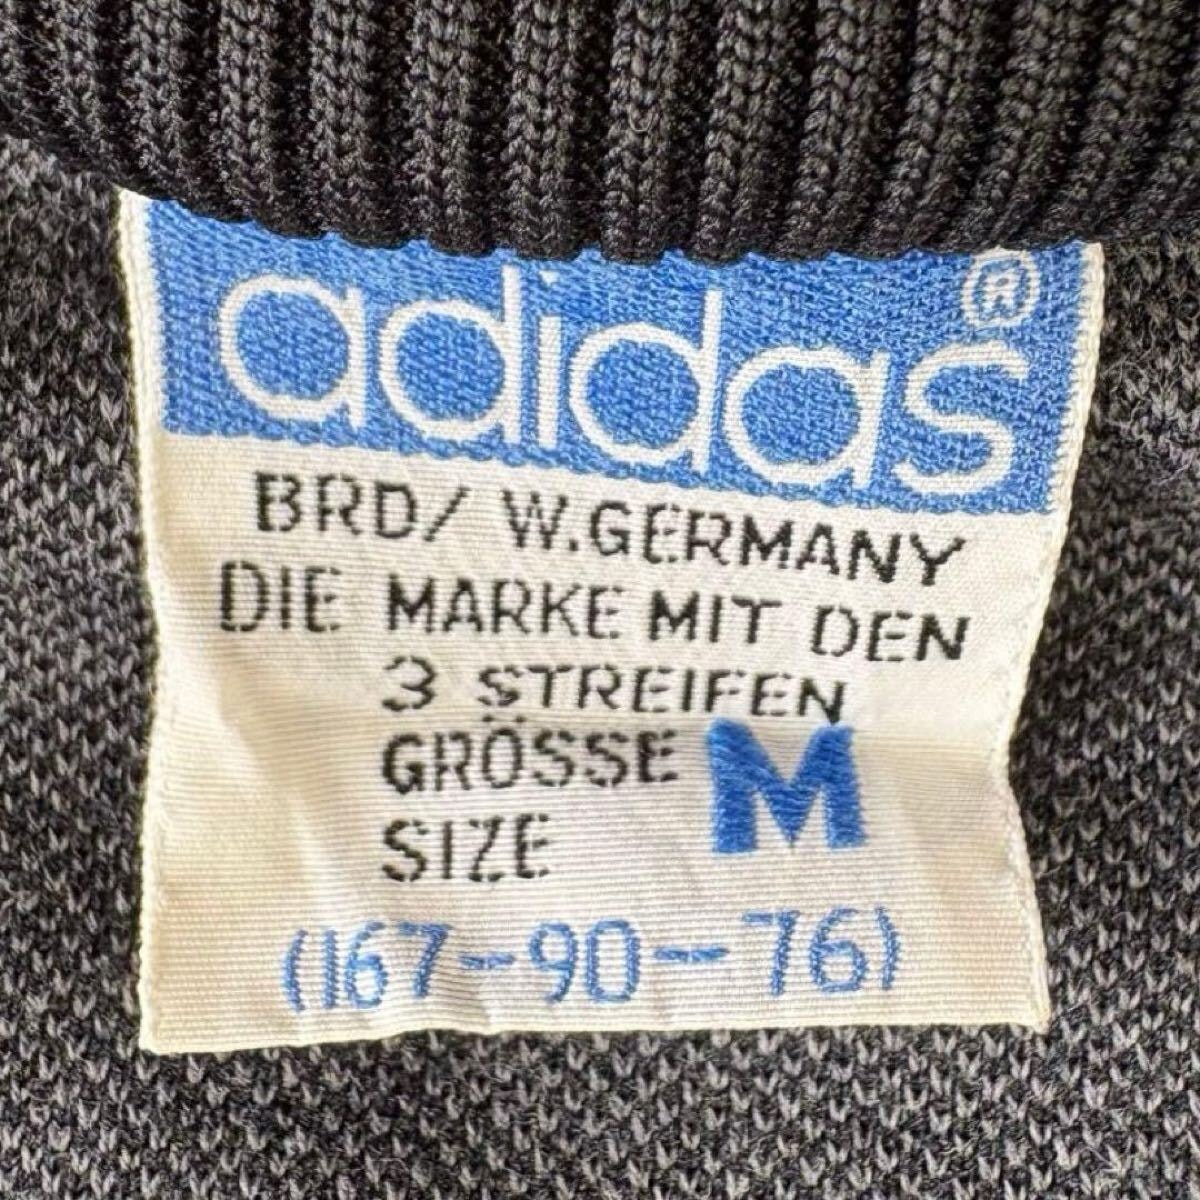 adidas ®
BRD/ W.GERMANY
DIE MARKE MIT DEN
3 STREIFEN
GRÖSSE M
SIZE
(167-90-76)